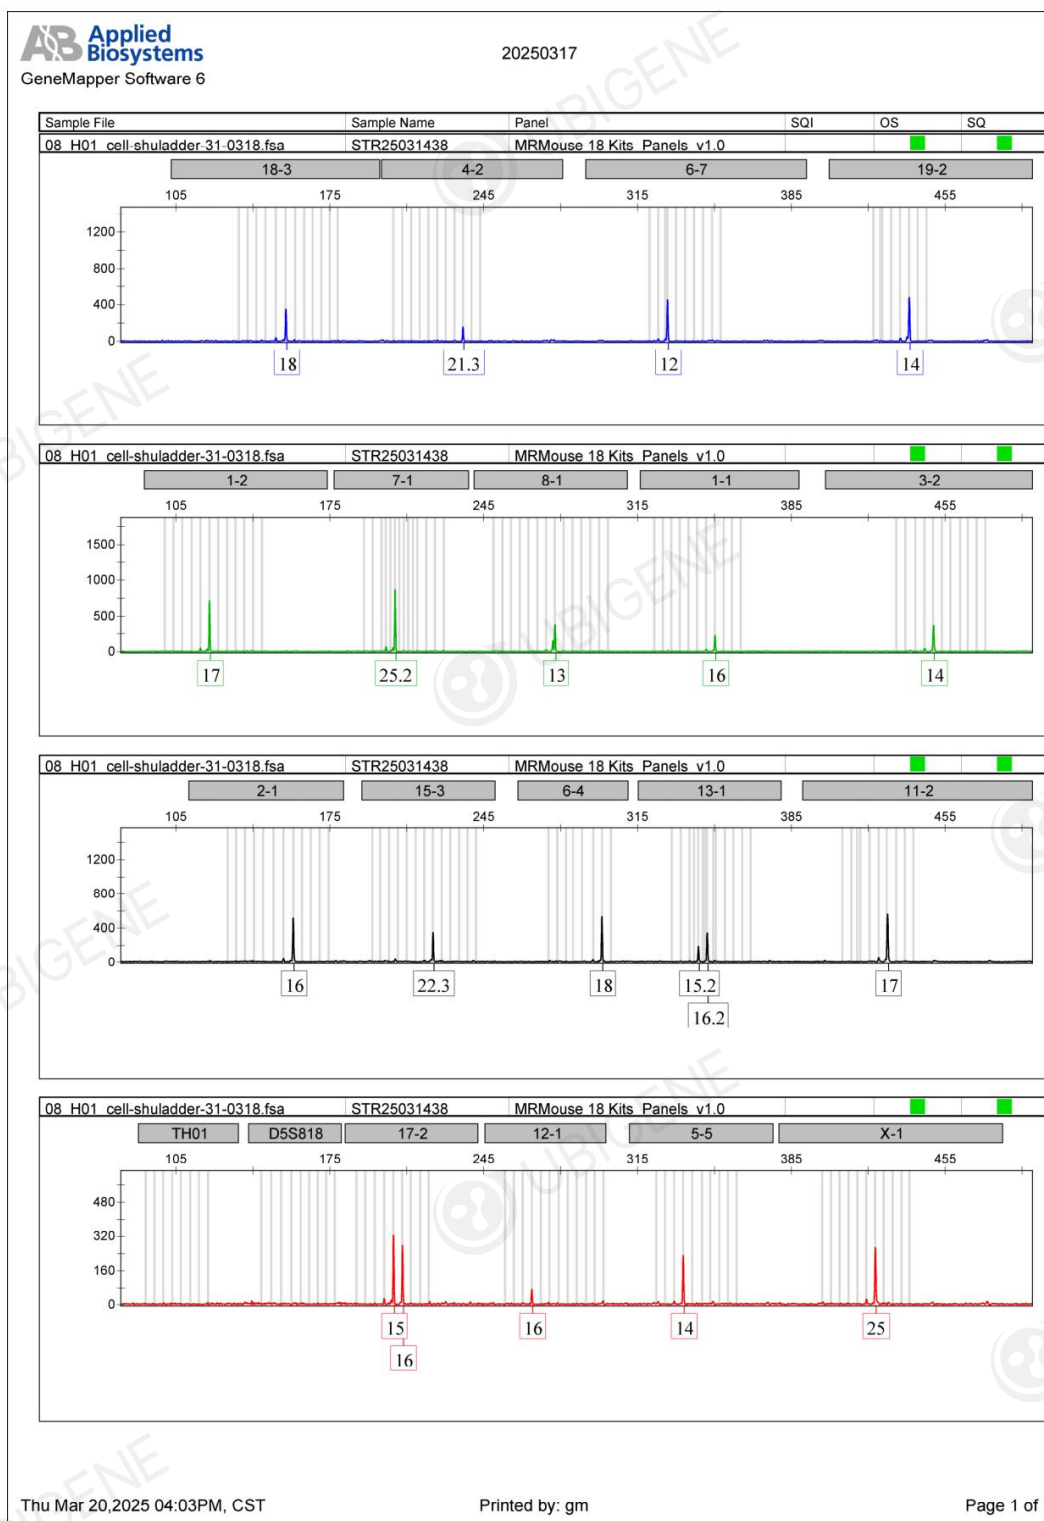 AB Applied
Biosystems
GeneMapper Software 6
20250317
Sample File Sample Name Panel SQI OS SQ
08_H01_cell-shuladder-31-0318.fsa STR25031438 MRMouse 18 Kits_Panels_v1.0
18-3 4-2 6-7 19-2
105 175 245 315 385 455
1200
800
400
0
18 21.3 12 14
08_H01_cell-shuladder-31-0318.fsa STR25031438 MRMouse 18 Kits_Panels_v1.0
1-2 7-1 8-1 1-1 3-2
105 175 245 315 385 455
1500
1000
500
0
17 25.2 13 16 14
08_H01_cell-shuladder-31-0318.fsa STR25031438 MRMouse 18 Kits_Panels_v1.0
2-1 15-3 6-4 13-1 11-2
105 175 245 315 385 455
1200
800
400
0
16 22.3 18 15.2 17
16.2
08_H01_cell-shuladder-31-0318.fsa STR25031438 MRMouse 18 Kits_Panels_v1.0
TH01 D5S818 17-2 12-1 5-5 X-1
105 175 245 315 385 455
480
320
160
0
15 16 14 25
16
Thu Mar 20,2025 04:03PM, CST Printed by: gm Page 1 of
UBIGENE
UBIGENE
UBIGENE
UBIGENE
UBIGENE
UBIGENE